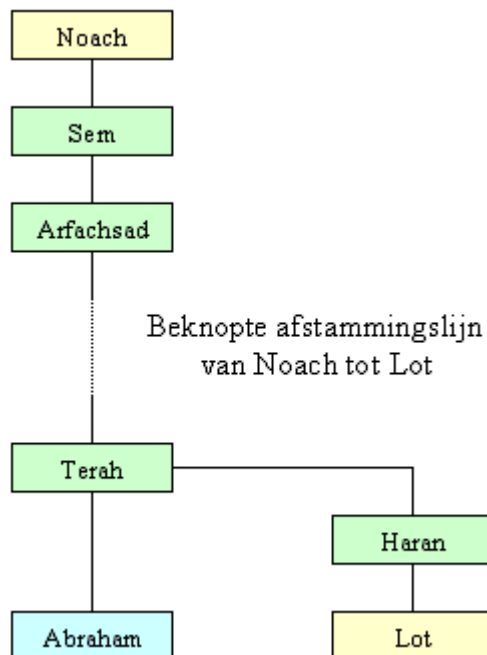 Noach
Sem
Arfachsad
Beknopte afstammingslijn
van Noach tot Lot
Terah
Haran
Abraham
Lot